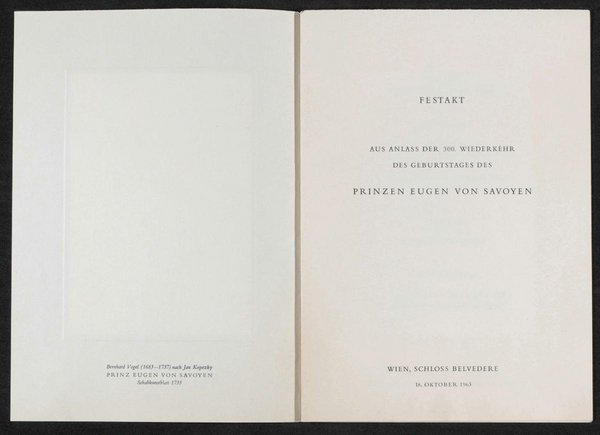 Bernhard Vogel (1683—1737) nach Jan Kupetzky
PRINZ EUGEN VON SAVOYEN
Schabkunstblatt 1735
FESTAKT
AUS ANLASS DER 300. WIEDERKEHR
DES GEBURTSTAGES DES
PRINZEN EUGEN VON SAVOYEN
WIEN, SCHLOSS BELVEDERE
18. OKTOBER 1963